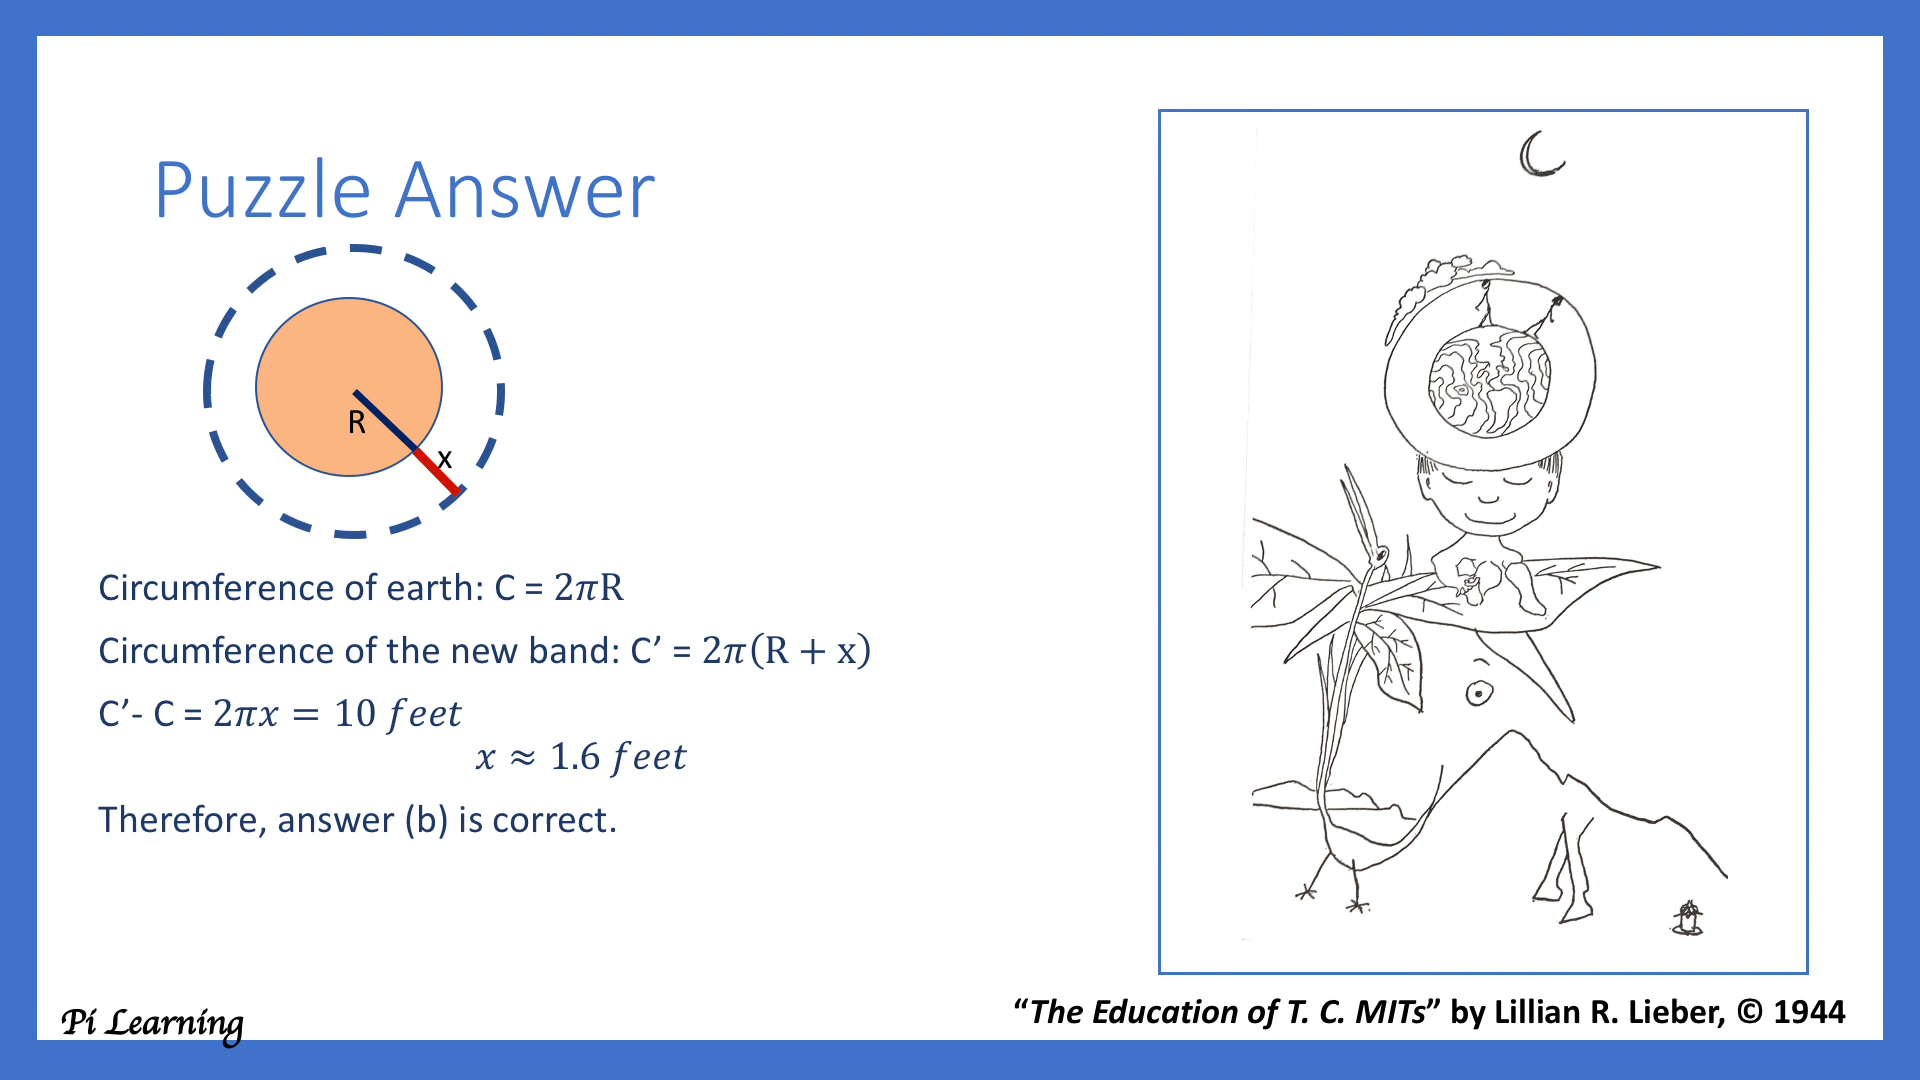 Puzzle Answer
R
x
Circumference of earth: C = 2𝜋R
Circumference of the new band: C’ = 2𝜋(R + x)
C’- C = 2𝜋𝑥 = 10 𝑓𝑒𝑒𝑡
𝑥 ≈ 1.6 𝑓𝑒𝑒𝑡
Therefore, answer (b) is correct.
“The Education of T. C. MITs” by Lillian R. Lieber, © 1944
Pi Learning